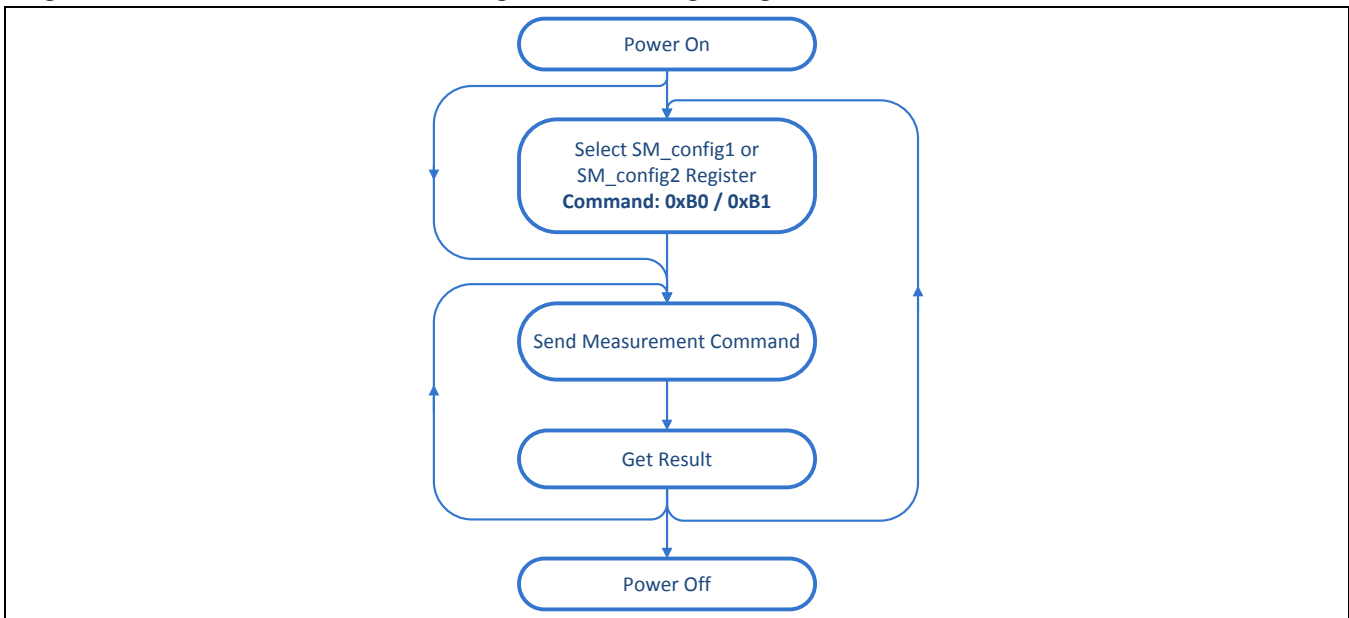 Power On
Select SM_config1 or
SM_config2 Register
Command: 0xB0 / 0xB1
Send Measurement Command
Get Result
Power Off